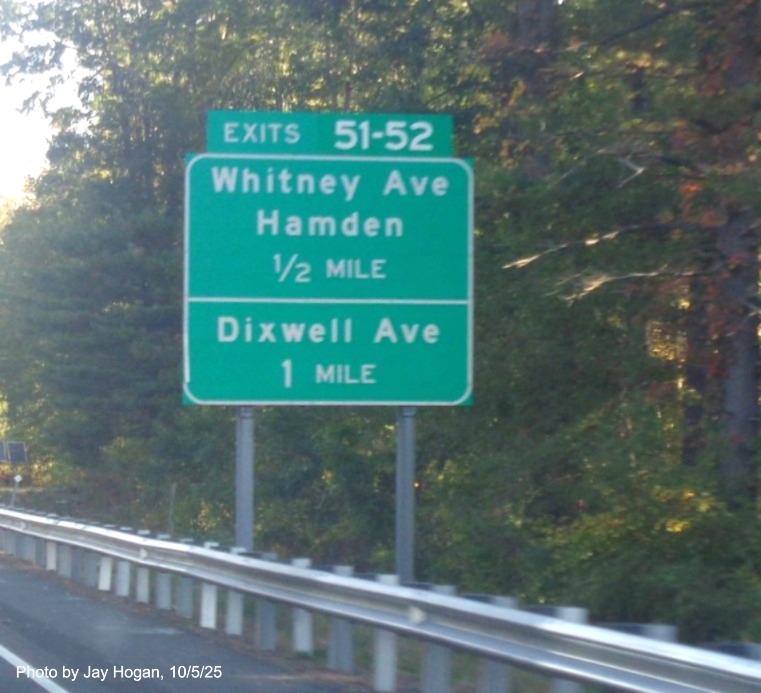 EXITS 51-52
Whitney Ave
Hamden
1/2 MILE
Dixwell Ave
1 MILE
Photo by Jay Hogan, 10/5/25